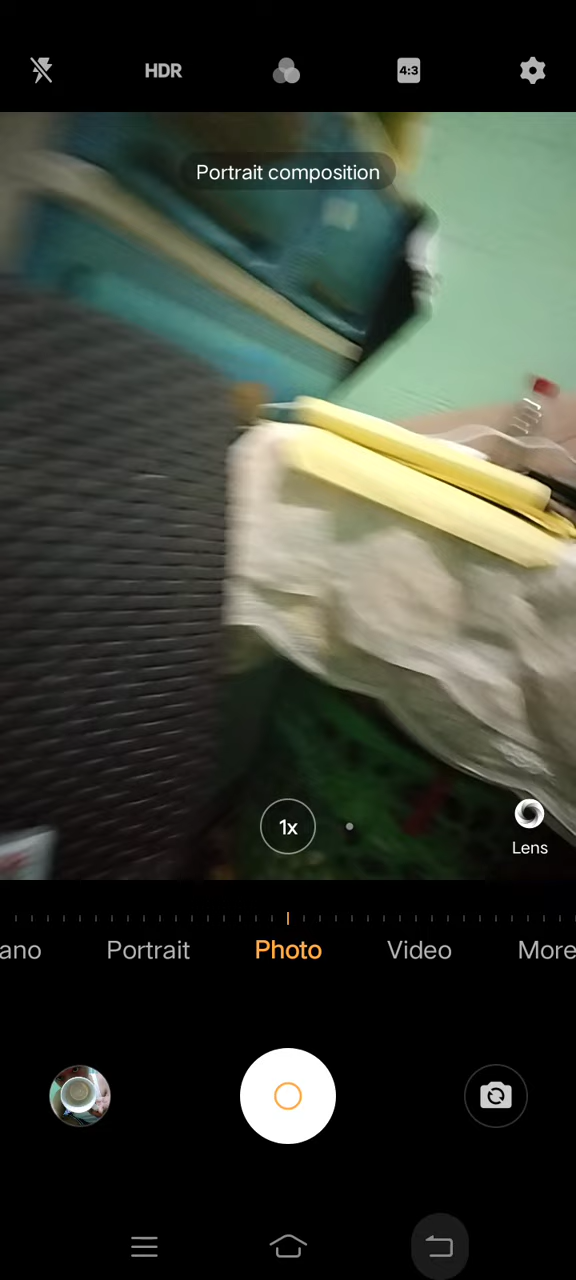 HDR
4:3
Portrait composition
1x
Lens
ano
Portrait
Photo
Video
More